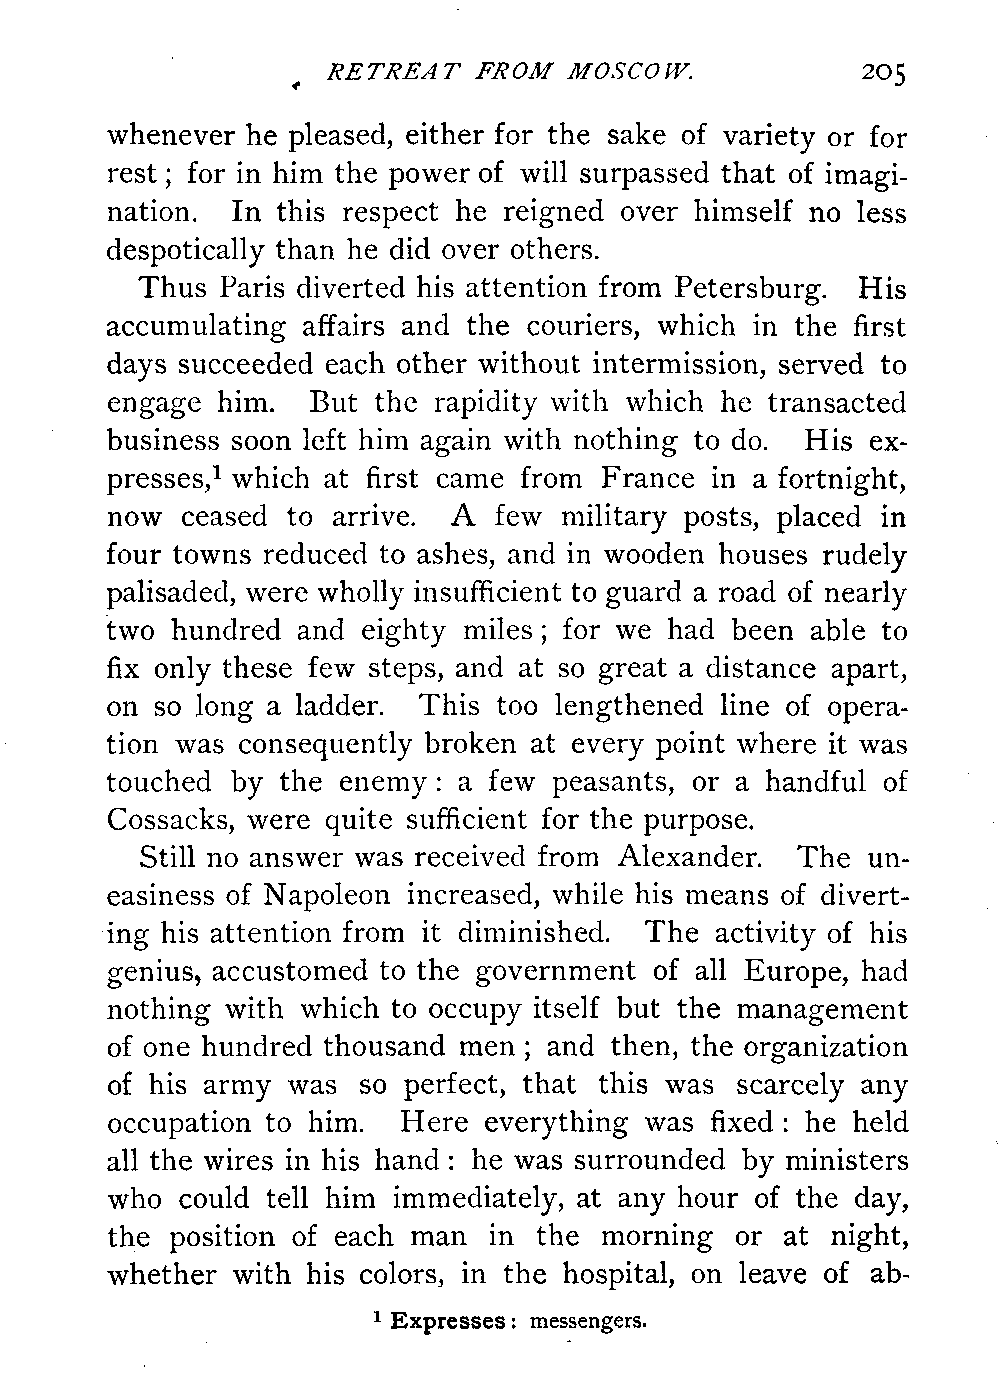 RETREAT FROM MOSCOW. 205
whenever he pleased, either for the sake of variety or for
rest; for in him the power of will surpassed that of imagi-
nation. In this respect he reigned over himself no less
despotically than he did over others.
Thus Paris diverted his attention from Petersburg. His
accumulating affairs and the couriers, which in the first
days succeeded each other without intermission, served to
engage him. But the rapidity with which he transacted
business soon left him again with nothing to do. His ex-
presses,¹ which at first came from France in a fortnight,
now ceased to arrive. A few military posts, placed in
four towns reduced to ashes, and in wooden houses rudely
palisaded, were wholly insufficient to guard a road of nearly
two hundred and eighty miles; for we had been able to
fix only these few steps, and at so great a distance apart,
on so long a ladder. This too lengthened line of opera-
tion was consequently broken at every point where it was
touched by the enemy: a few peasants, or a handful of
Cossacks, were quite sufficient for the purpose.
Still no answer was received from Alexander. The un-
easiness of Napoleon increased, while his means of divert-
ing his attention from it diminished. The activity of his
genius, accustomed to the government of all Europe, had
nothing with which to occupy itself but the management
of one hundred thousand men; and then, the organization
of his army was so perfect, that this was scarcely any
occupation to him. Here everything was fixed: he held
all the wires in his hand: he was surrounded by ministers
who could tell him immediately, at any hour of the day,
the position of each man in the morning or at night,
whether with his colors, in the hospital, on leave of ab-
¹ Expresses: messengers.